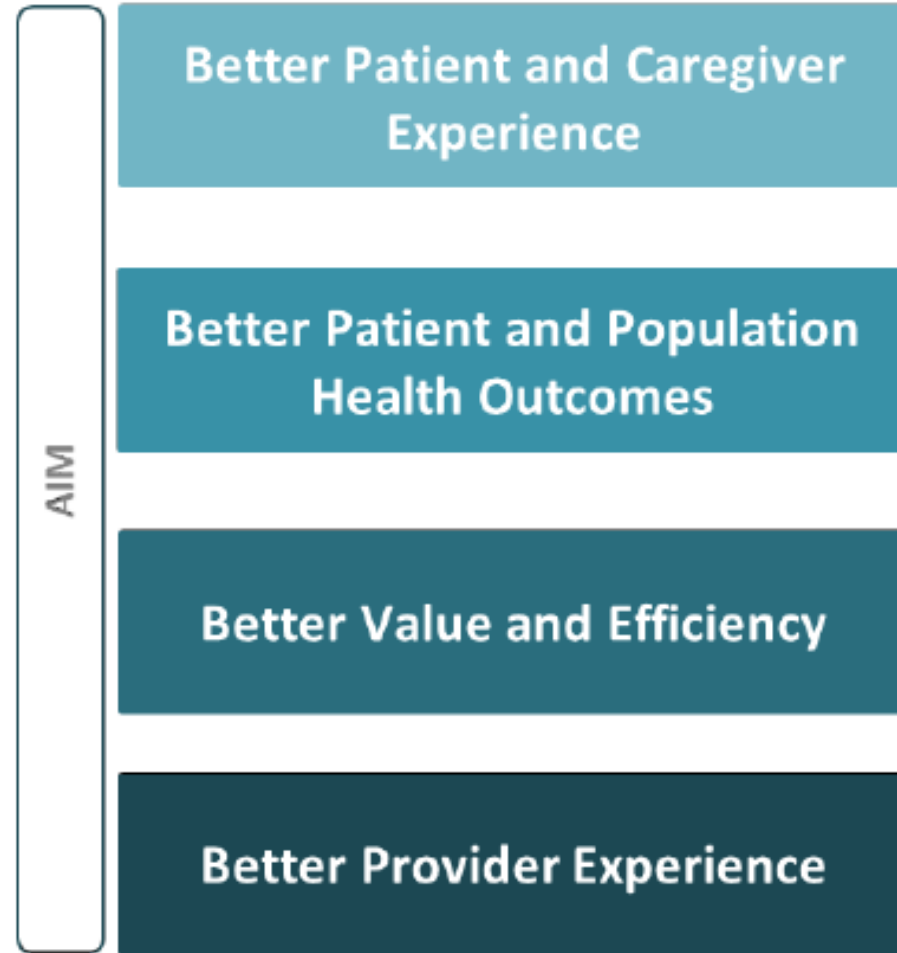 AIM
Better Patient and Caregiver
Experience
Better Patient and Population
Health Outcomes
Better Value and Efficiency
Better Provider Experience